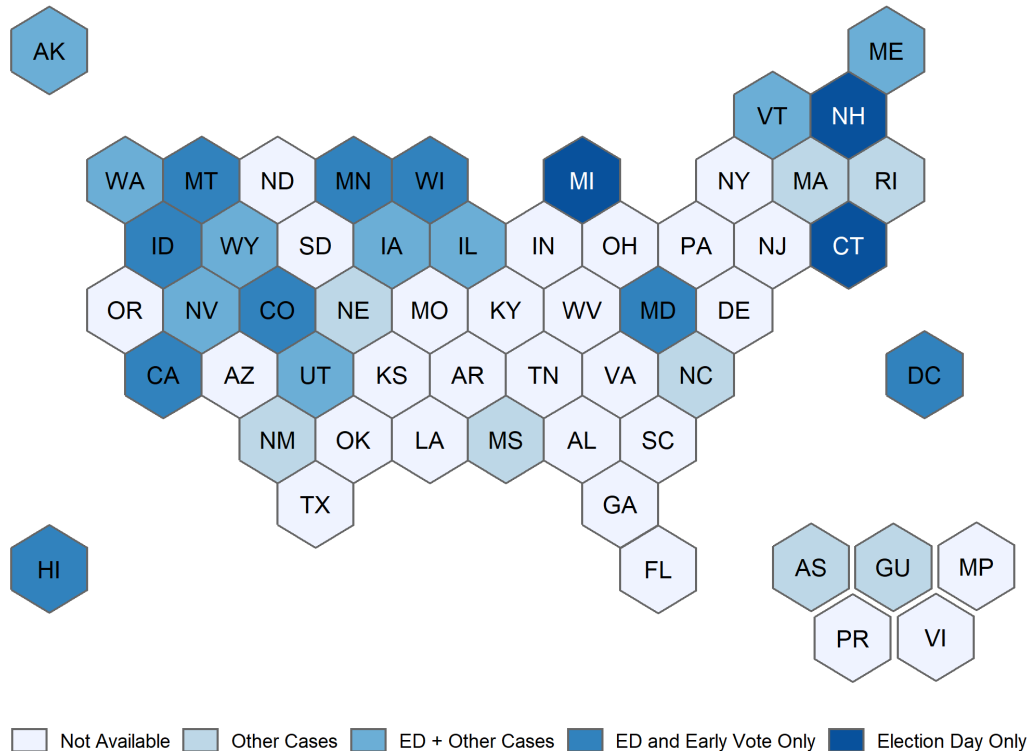 AK
ME
VT NH
WA MT ND MN WI MI NY MA RI
ID WY SD IA IL IN OH PA NJ CT
OR NV CO NE MO KY WV MD DE
CA AZ UT KS AR TN VA NC DC
NM OK LA MS AL SC
TX GA
HI FL AS GU MP
PR VI
Not Available Other Cases ED + Other Cases ED and Early Vote Only Election Day Only